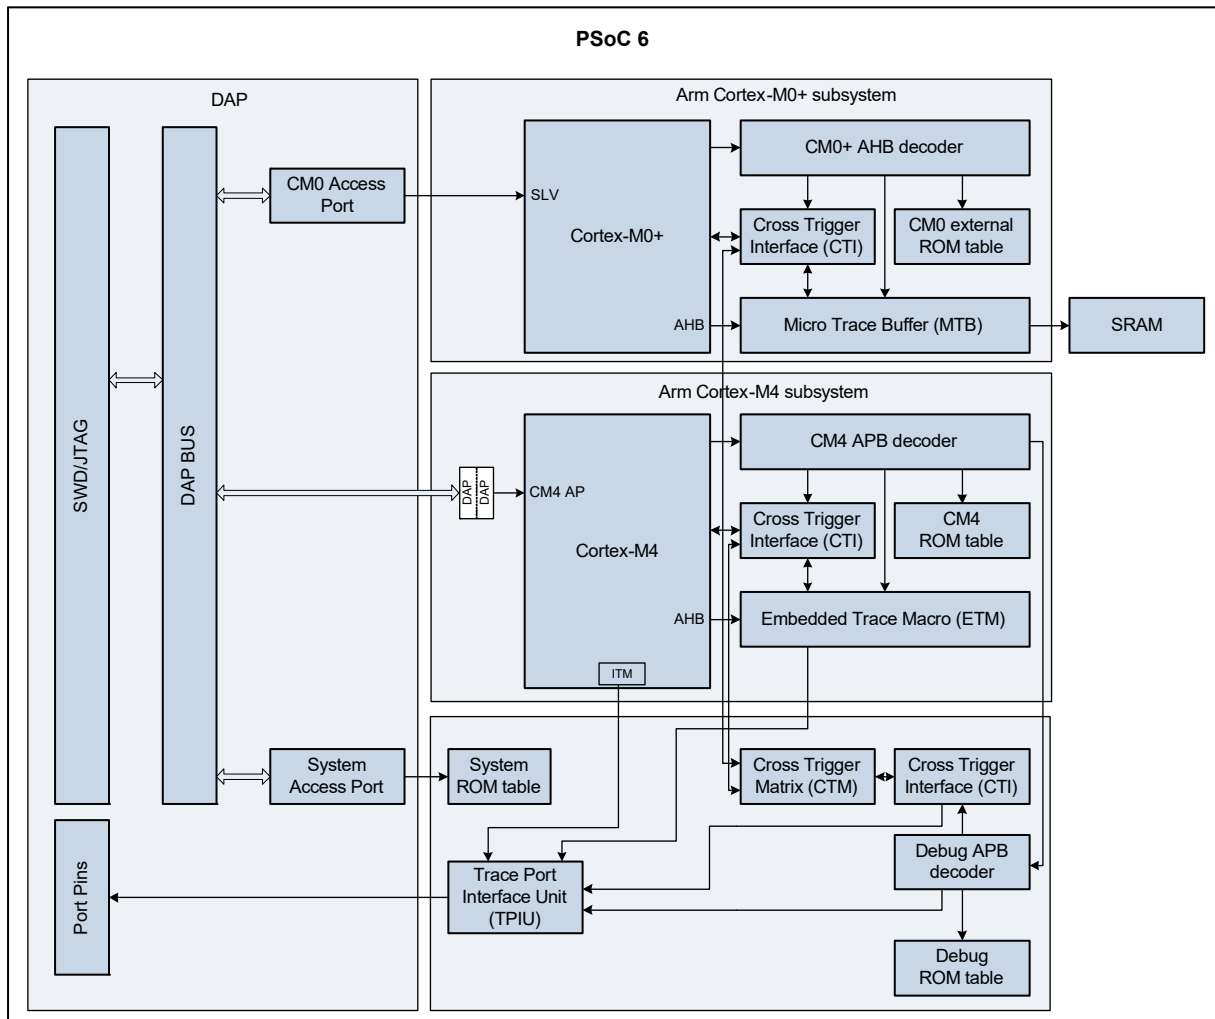 PSoC 6
DAP
SWD/JTAG
DAP BUS
CM0 Access
Port
System
Access Port
Port Pins
Arm Cortex-M0+ subsystem
SLV
Cortex-M0+
AHB
CM0+ AHB decoder
Cross Trigger
Interface (CTI)
CM0 external
ROM table
Micro Trace Buffer (MTB)
SRAM
Arm Cortex-M4 subsystem
DAP
DAP
CM4 AP
Cortex-M4
AHB
ITM
CM4 APB decoder
Cross Trigger
Interface (CTI)
CM4
ROM table
Embedded Trace Macro (ETM)
System
ROM table
Cross Trigger
Matrix (CTM)
Cross Trigger
Interface (CTI)
Trace Port
Interface Unit
(TPIU)
Debug APB
decoder
Debug
ROM table